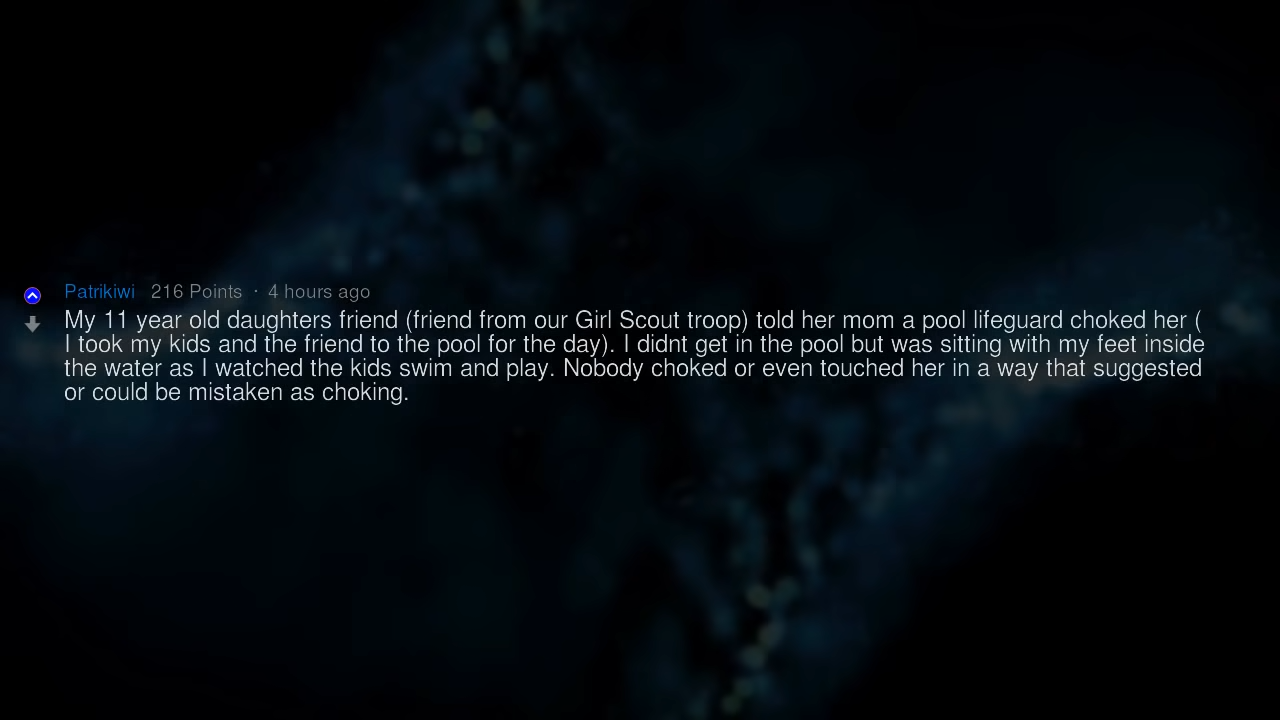 Patrikiwi 216 Points · 4 hours ago
My 11 year old daughters friend (friend from our Girl Scout troop) told her mom a pool lifeguard choked her (
I took my kids and the friend to the pool for the day). I didnt get in the pool but was sitting with my feet inside
the water as I watched the kids swim and play. Nobody choked or even touched her in a way that suggested
or could be mistaken as choking.